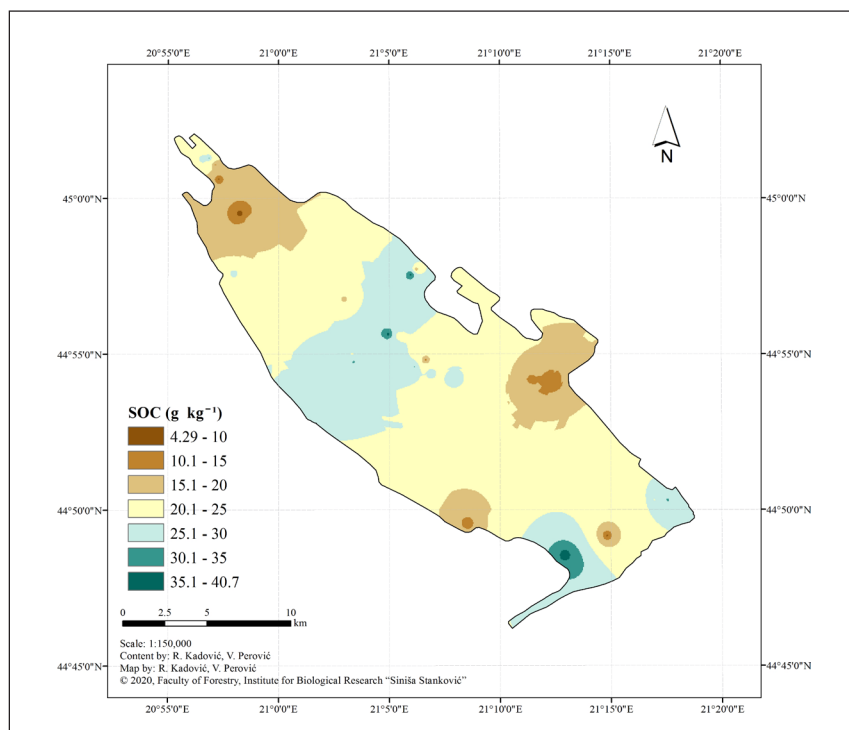 20°55'0"E 21°0'0"E 21°5'0"E 21°10'0"E 21°15'0"E 21°20'0"E
N
45°0'0"N 45°0'0"N
44°55'0"N 44°55'0"N
SOC (g kg⁻¹)
4.29 - 10
10.1 - 15
15.1 - 20
20.1 - 25
44°50'0"N 44°50'0"N
25.1 - 30
30.1 - 35
35.1 - 40.7
0 2.5 5 10
km
Scale: 1:150,000
Content by: R. Kadović, V. Perović
Map by: R. Kadović, V. Perović
44°45'0"N 44°45'0"N
© 2020, Faculty of Forestry, Institute for Biological Research “Siniša Stanković”
20°55'0"E 21°0'0"E 21°5'0"E 21°10'0"E 21°15'0"E 21°20'0"E